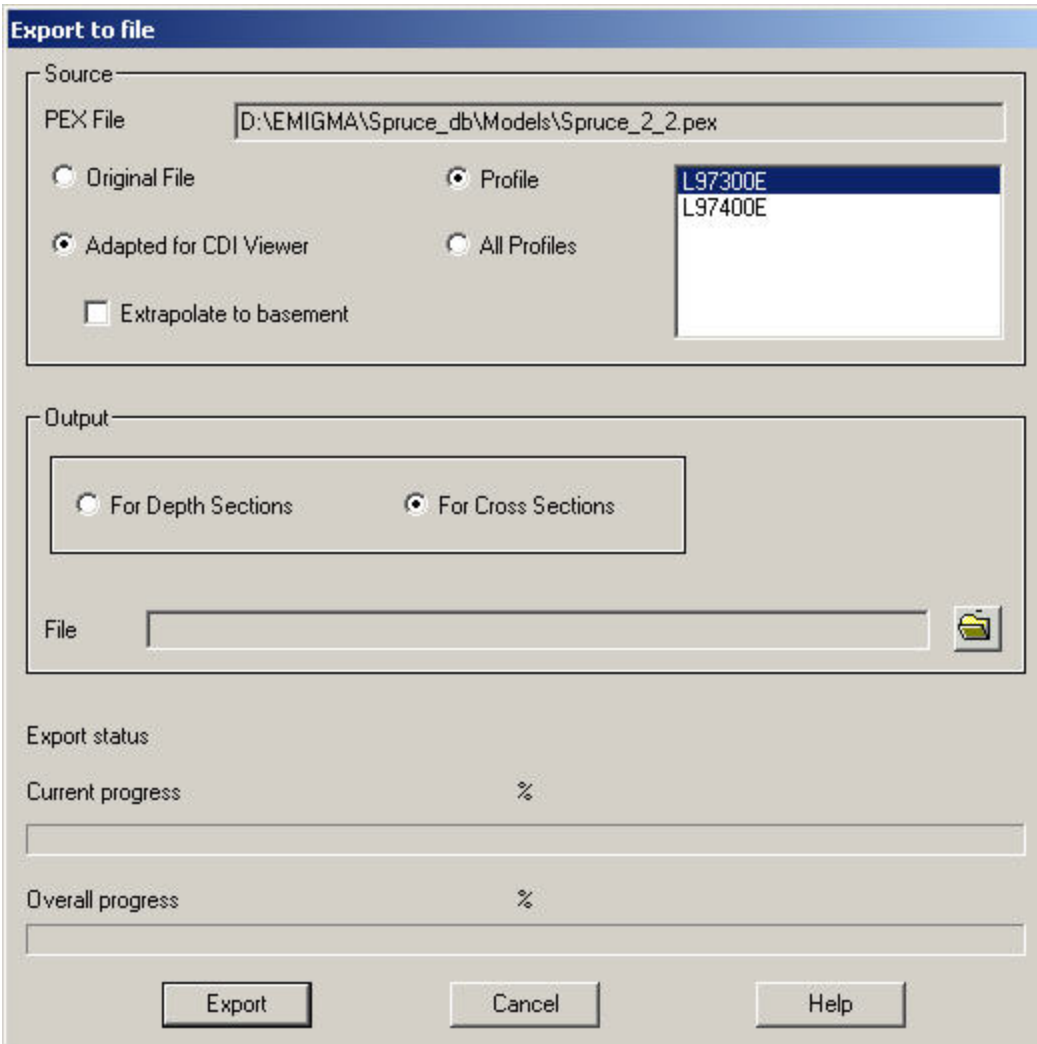 Export to file
Source
PEX File
D:\EMIGMA\Spruce_db\Models\Spruce_2_2.pex
Original File
Profile
L97300E
L97400E
Adapted for CDI Viewer
All Profiles
Extrapolate to basement
Output
For Depth Sections
For Cross Sections
File
Export status
Current progress
%
Overall progress
%
Export
Cancel
Help